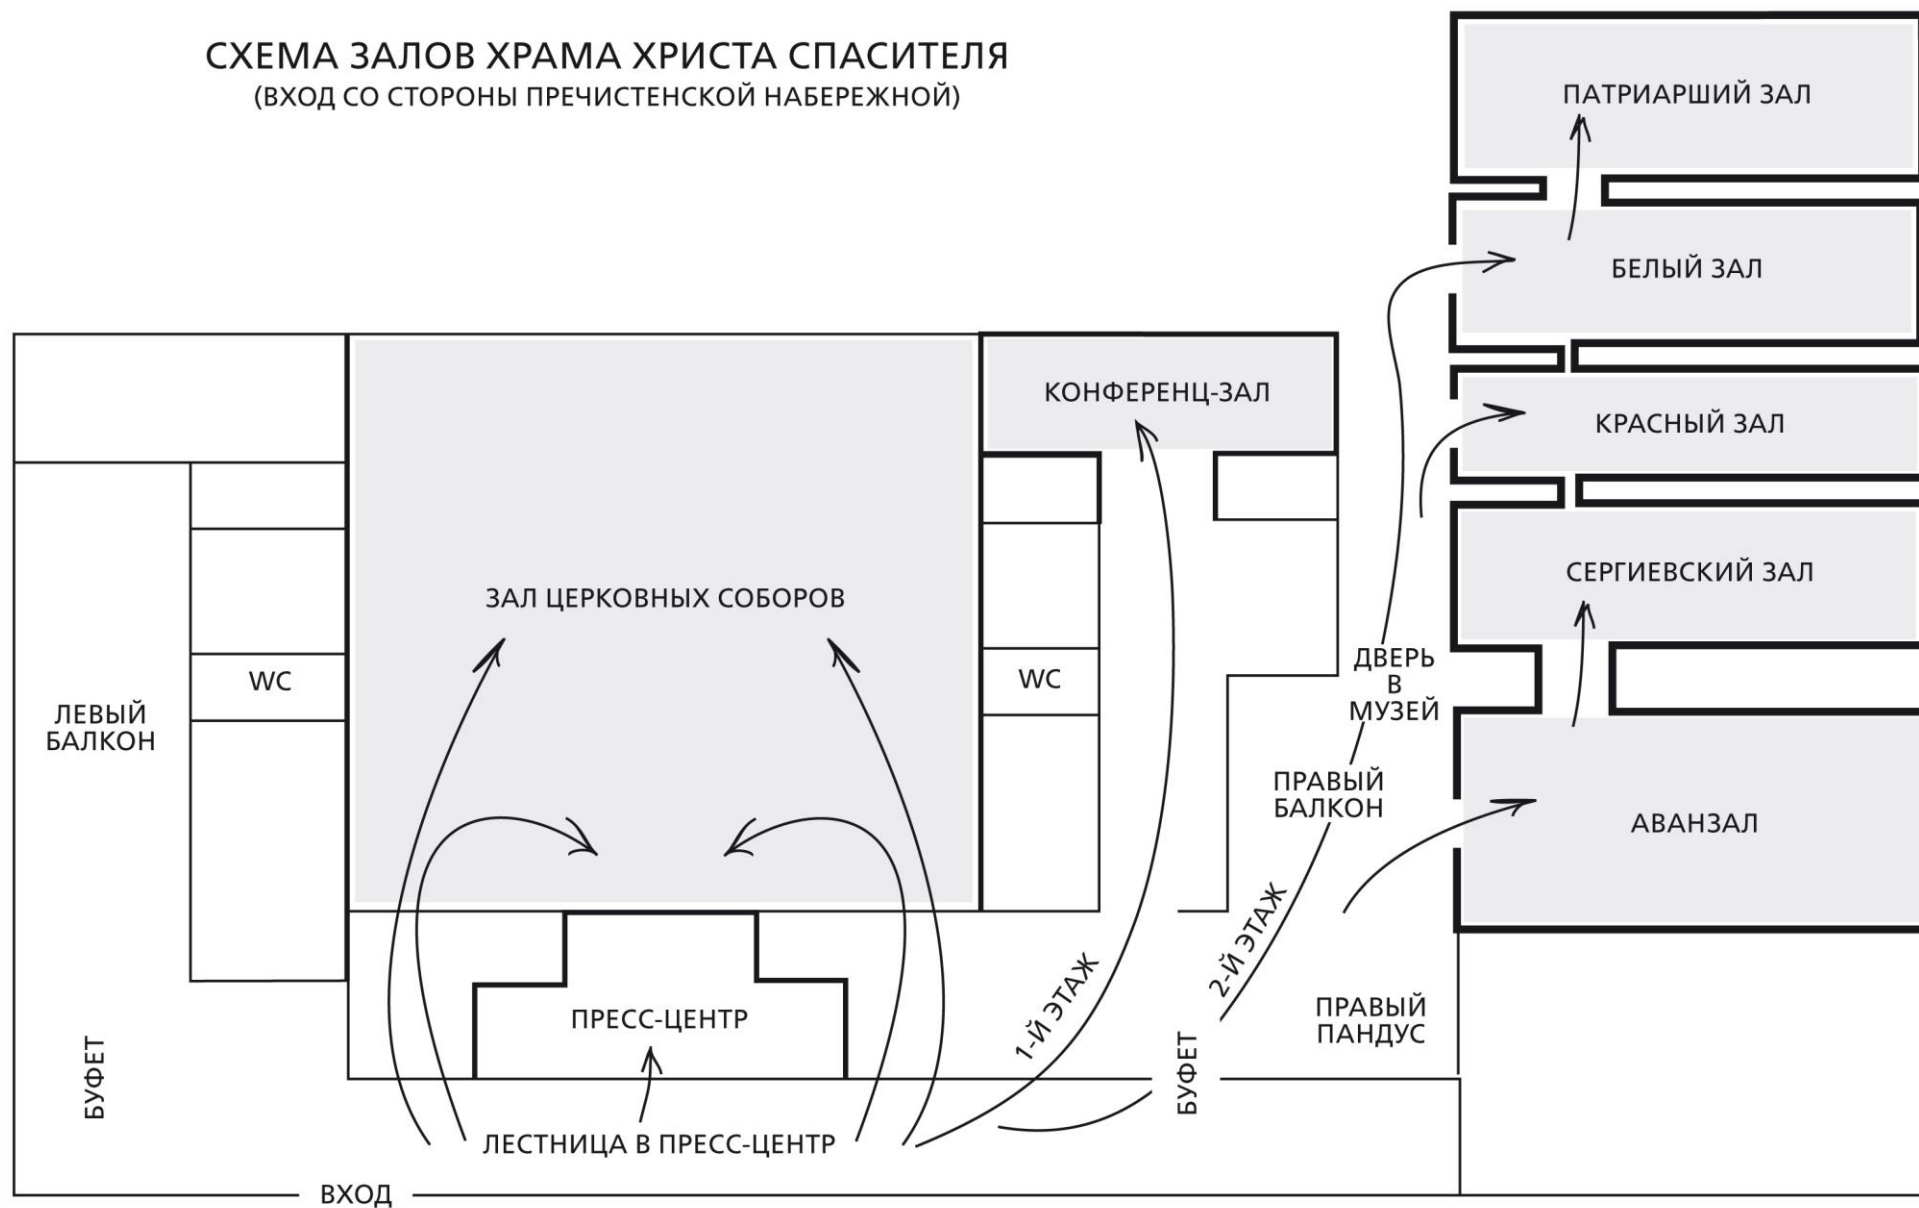 СХЕМА ЗАЛОВ ХРАМА ХРИСТА СПАСИТЕЛЯ
(ВХОД СО СТОРОНЫ ПРЕЧИСТЕНСКОЙ НАБЕРЕЖНОЙ)
ПАТРИАРШИЙ ЗАЛ
БЕЛЫЙ ЗАЛ
КОНФЕРЕНЦ-ЗАЛ
КРАСНЫЙ ЗАЛ
СЕРГИЕВСКИЙ ЗАЛ
ЗАЛ ЦЕРКОВНЫХ СОБОРОВ
WC
WC
ДВЕРЬ
В
МУЗЕЙ
ЛЕВЫЙ
БАЛКОН
ПРАВЫЙ
БАЛКОН
АВАНЗАЛ
2-Й ЭТАЖ
1-Й ЭТАЖ
ПРЕСС-ЦЕНТР
ПРАВЫЙ
ПАНДУС
БУФЕТ
БУФЕТ
ЛЕСТНИЦА В ПРЕСС-ЦЕНТР
ВХОД